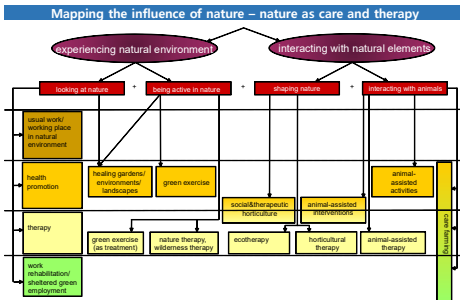 Mapping the influence of nature – nature as care and therapy
experiencing natural environment
interacting with natural elements
looking at nature
+
being active in nature
+
shaping nature
+
interacting with animals
usual work/
working place
in natural
environment
health
promotion
healing gardens/
environments/
landscapes
green exercise
animal-
assisted
activities
social&therapeutic
horticulture
animal-assisted
interventions
care farming
therapy
green exercise
(as treatment)
nature therapy,
wilderness therapy
ecotherapy
horticultural
therapy
animal-assisted
therapy
work
rehabilitation/
sheltered green
employment